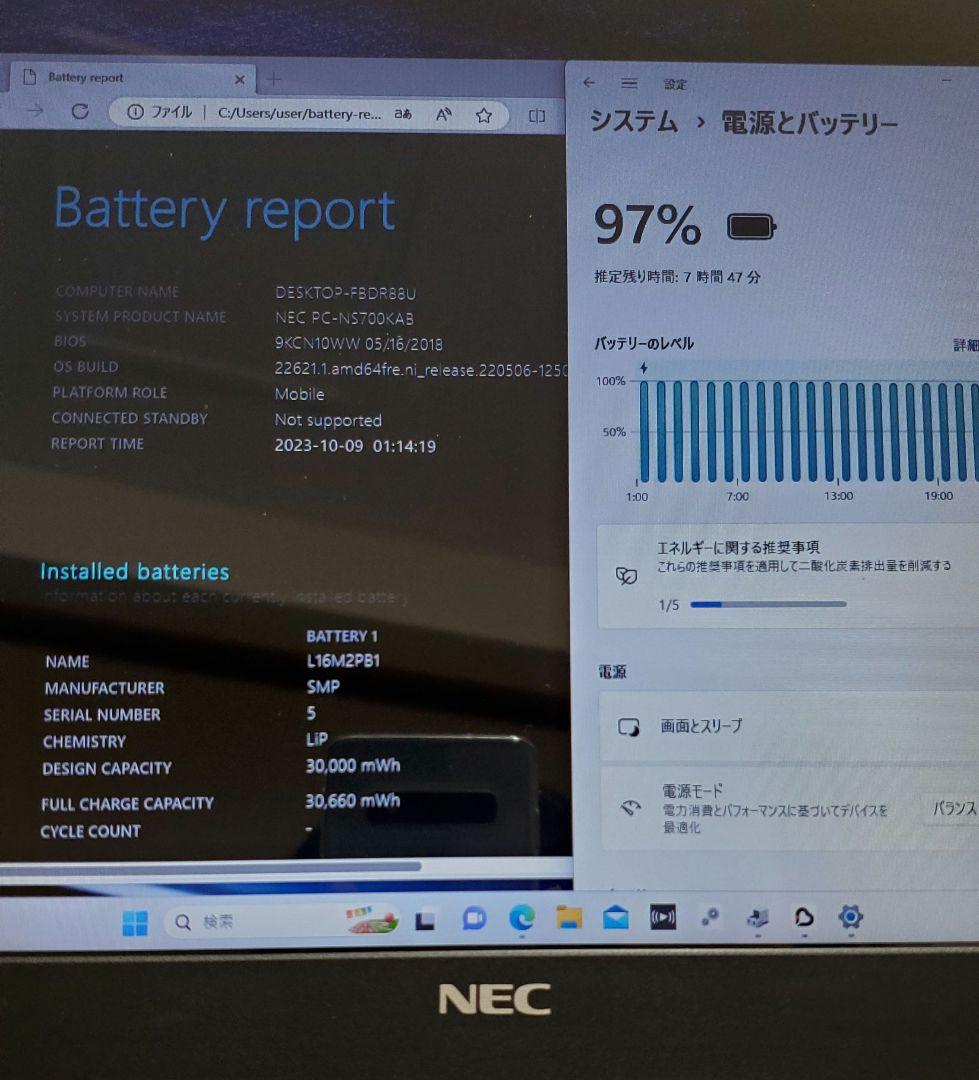 Battery report
ファイル C:/Users/user/battery-re... aあ
Battery report
COMPUTER NAME DESKTOP-FBDR88U
SYSTEM PRODUCT NAME NEC PC-NS700KAB
BIOS 9KCN10WW 05/16/2018
OS BUILD 22621.1.amd64fre.ni_release.220506-1250
PLATFORM ROLE Mobile
CONNECTED STANDBY Not supported
REPORT TIME 2023-10-09 01:14:19
Installed batteries
Information about each currently installed battery
BATTERY 1
NAME L16M2PB1
MANUFACTURER SMP
SERIAL NUMBER 5
CHEMISTRY LiP
DESIGN CAPACITY 30,000 mWh
FULL CHARGE CAPACITY 30,660 mWh
CYCLE COUNT -
設定
システム › 電源とバッテリー
97%
推定残り時間: 7 時間 47 分
バッテリーのレベル 詳細
100%
50%
1:00 7:00 13:00 19:00
エネルギーに関する推奨事項
これらの推奨事項を適用して二酸化炭素排出量を削減する
1/5
電源
画面とスリープ
電源モード
電力消費とパフォーマンスに基づいてデバイスを
最適化
バランス
検索
NEC